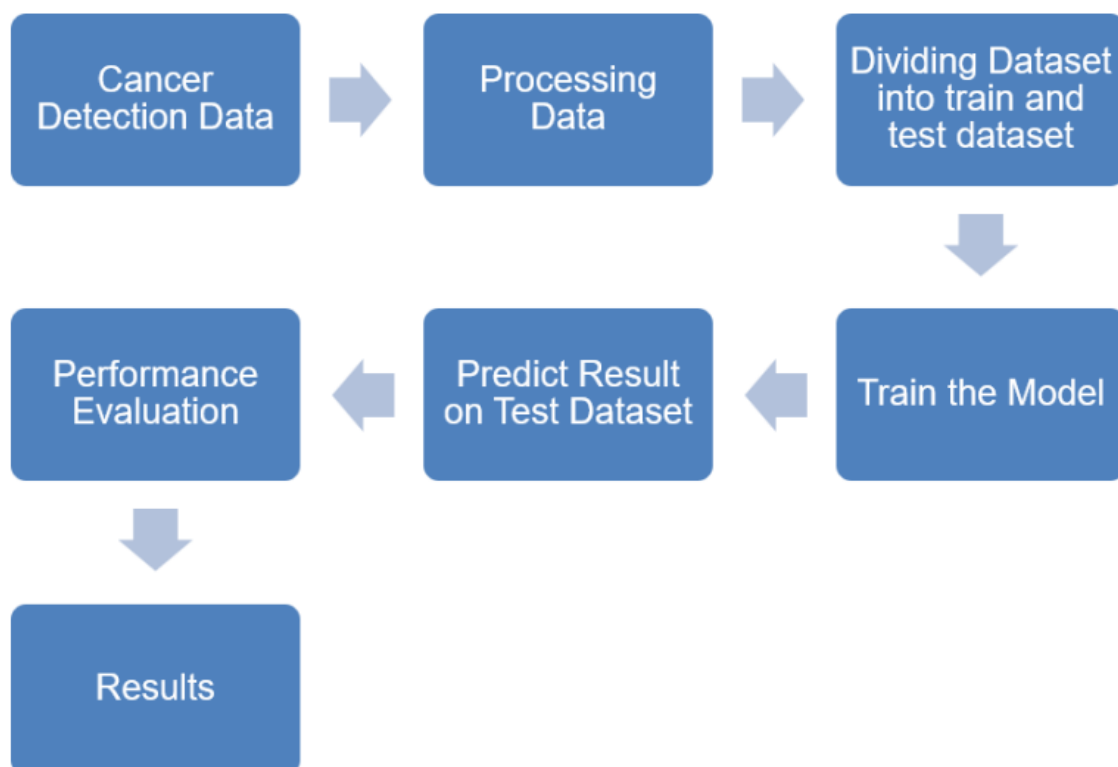 Cancer
Detection Data
Processing
Data
Dividing Dataset
into train and
test dataset
Train the Model
Predict Result
on Test Dataset
Performance
Evaluation
Results